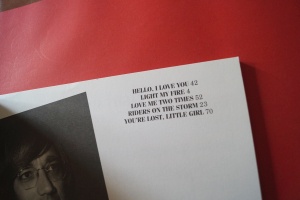 HELLO, I LOVE YOU 42
LIGHT MY FIRE 4
LOVE ME TWO TIMES 52
RIDERS ON THE STORM 23
YOU'RE LOST, LITTLE GIRL 70